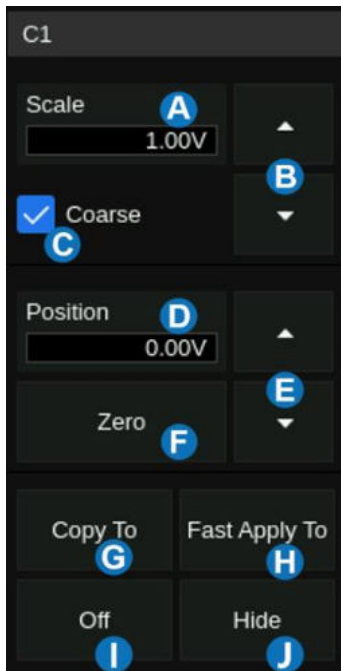 C1
Scale A
1.00V
B
Coarse
C
Position D
0.00V
E
Zero
F
Copy To Fast Apply To
G H
Off Hide
I J